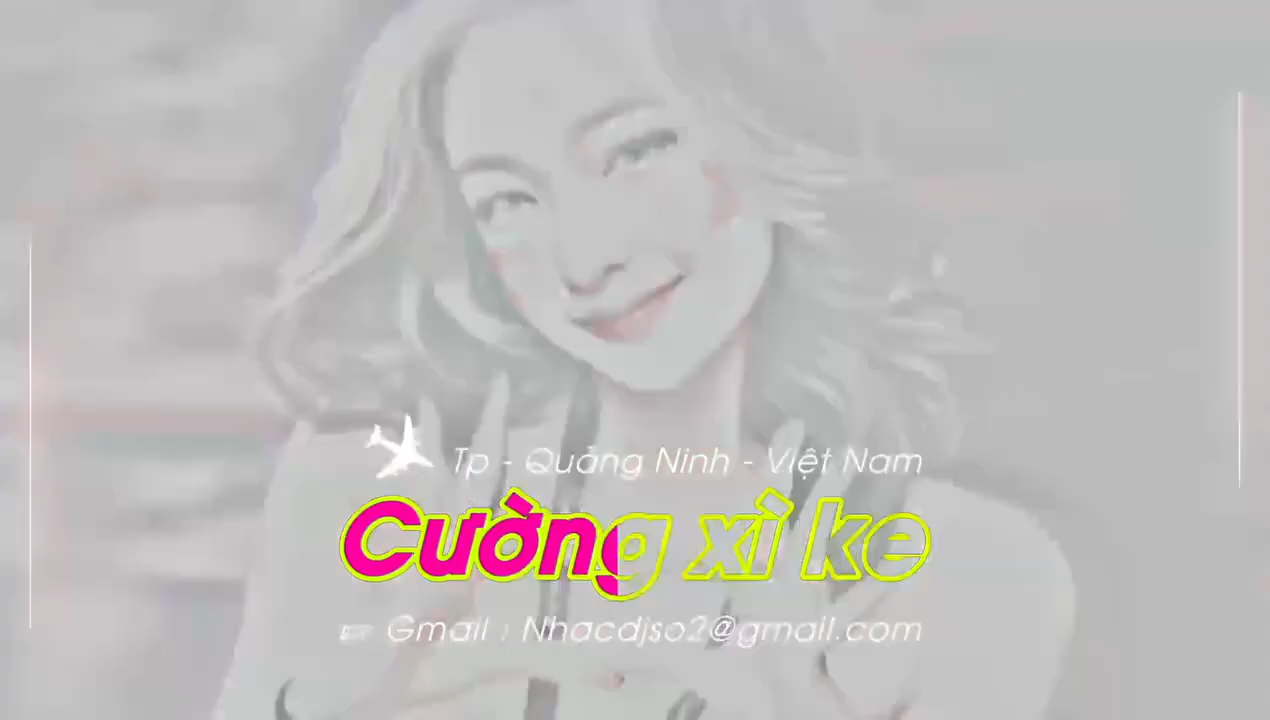 Tp - Quảng Ninh - Việt Nam
Cường xì ke
Gmail : Nhacdjso2@gmail.com